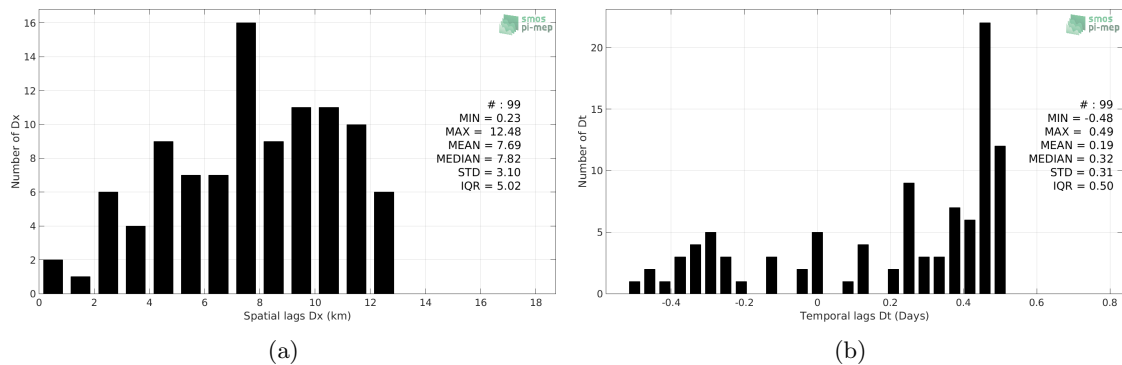 smos
pi-mep
Number of Dx
16
14
12
10
8
6
4
2
0
# : 99
MIN = 0.23
MAX = 12.48
MEAN = 7.69
MEDIAN = 7.82
STD = 3.10
IQR = 5.02
0 2 4 6 8 10 12 14 16 18
Spatial lags Dx (km)
(a)
smos
pi-mep
Number of Dt
20
15
10
5
0
# : 99
MIN = -0.48
MAX = 0.49
MEAN = 0.19
MEDIAN = 0.32
STD = 0.31
IQR = 0.50
-0.4 -0.2 0 0.2 0.4 0.6 0.8
Temporal lags Dt (Days)
(b)